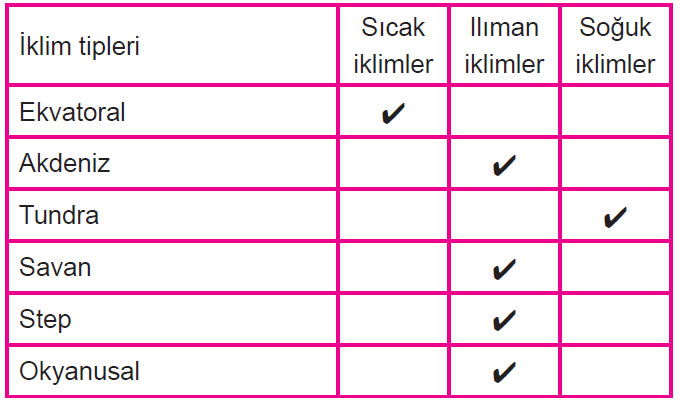 İklim tipleri
Sıcak
iklimler
Ilıman
iklimler
Soğuk
iklimler
Ekvatoral ✔
Akdeniz ✔
Tundra ✔
Savan ✔
Step ✔
Okyanusal ✔